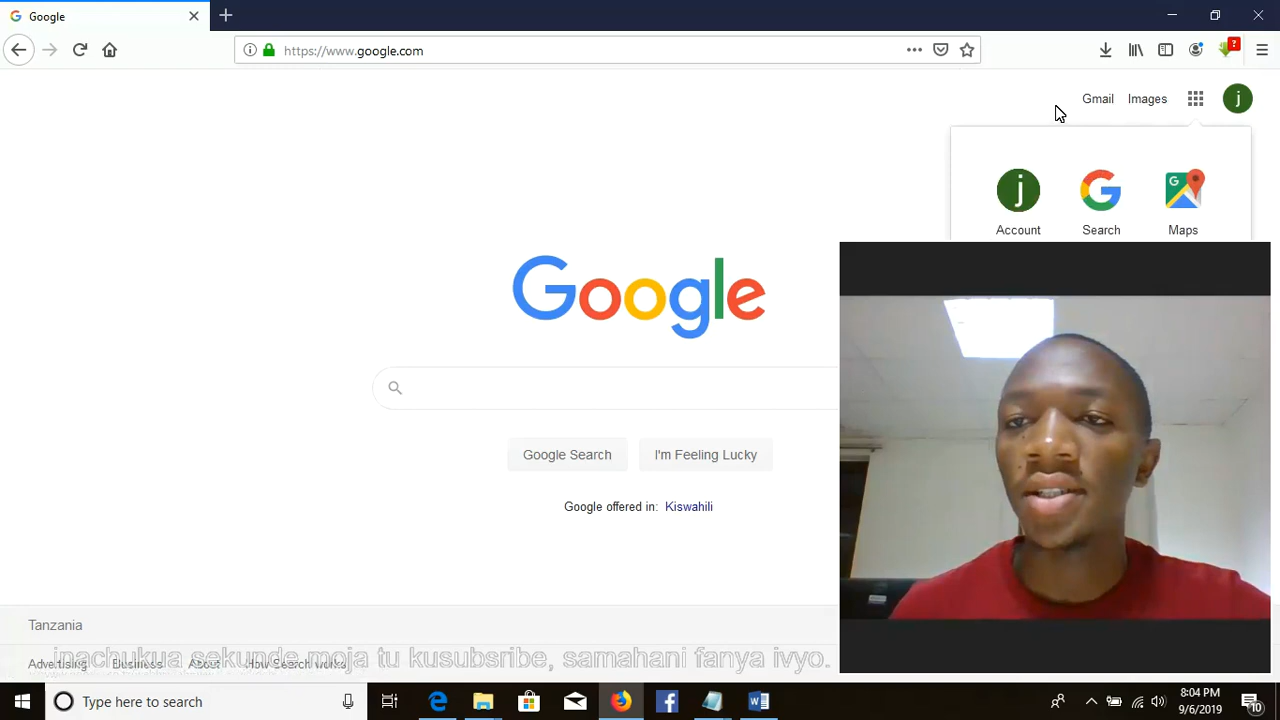 Google
https://www.google.com
Gmail Images j
j
Account Search Maps
Google
Google Search I'm Feeling Lucky
Google offered in: Kiswahili
Tanzania
Advertising Business About How Search works
inachukua sekunde moja tu kusubsribe, samahani fanya ivyo.
Type here to search
8:04 PM
9/6/2019
10